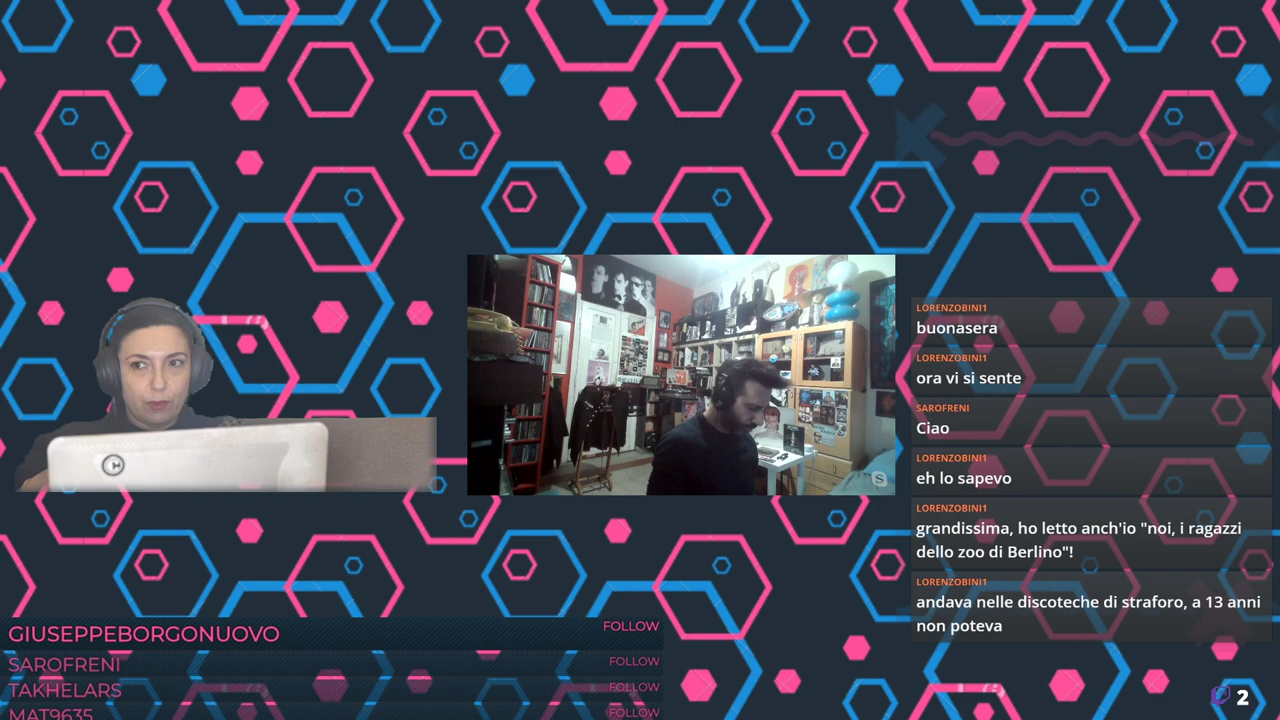 LORENZOBINI1
buonasera
LORENZOBINI1
ora vi si sente
SAROFRENI
Ciao
LORENZOBINI1
eh lo sapevo
LORENZOBINI1
grandissima, ho letto anch'io "noi, i ragazzi
dello zoo di Berlino"!
LORENZOBINI1
andava nelle discoteche di straforo, a 13 anni
non poteva
GIUSEPPEBORGONUOVO FOLLOW
SAROFRENI FOLLOW
TAKHELARS FOLLOW
MAT9635 FOLLOW
2